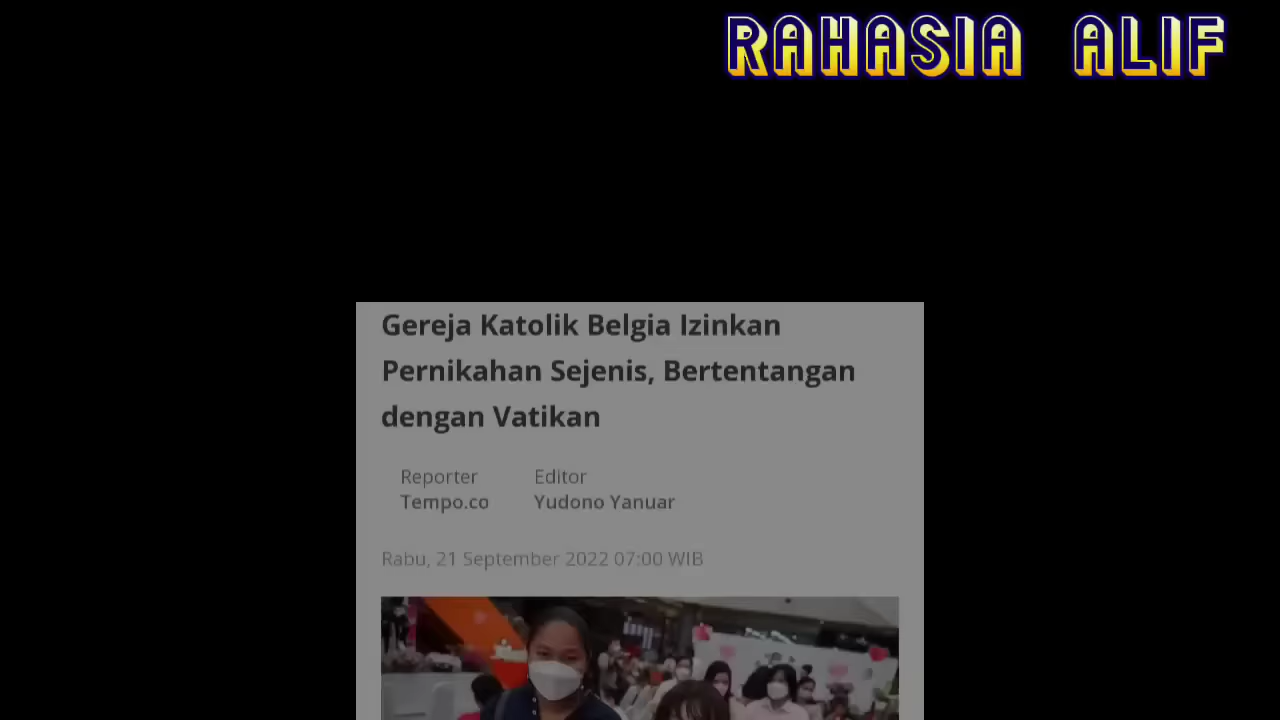 RAHASIA ALIF
Gereja Katolik Belgia Izinkan
Pernikahan Sejenis, Bertentangan
dengan Vatikan
Reporter Editor
Tempo.co Yudono Yanuar
Rabu, 21 September 2022 07:00 WIB